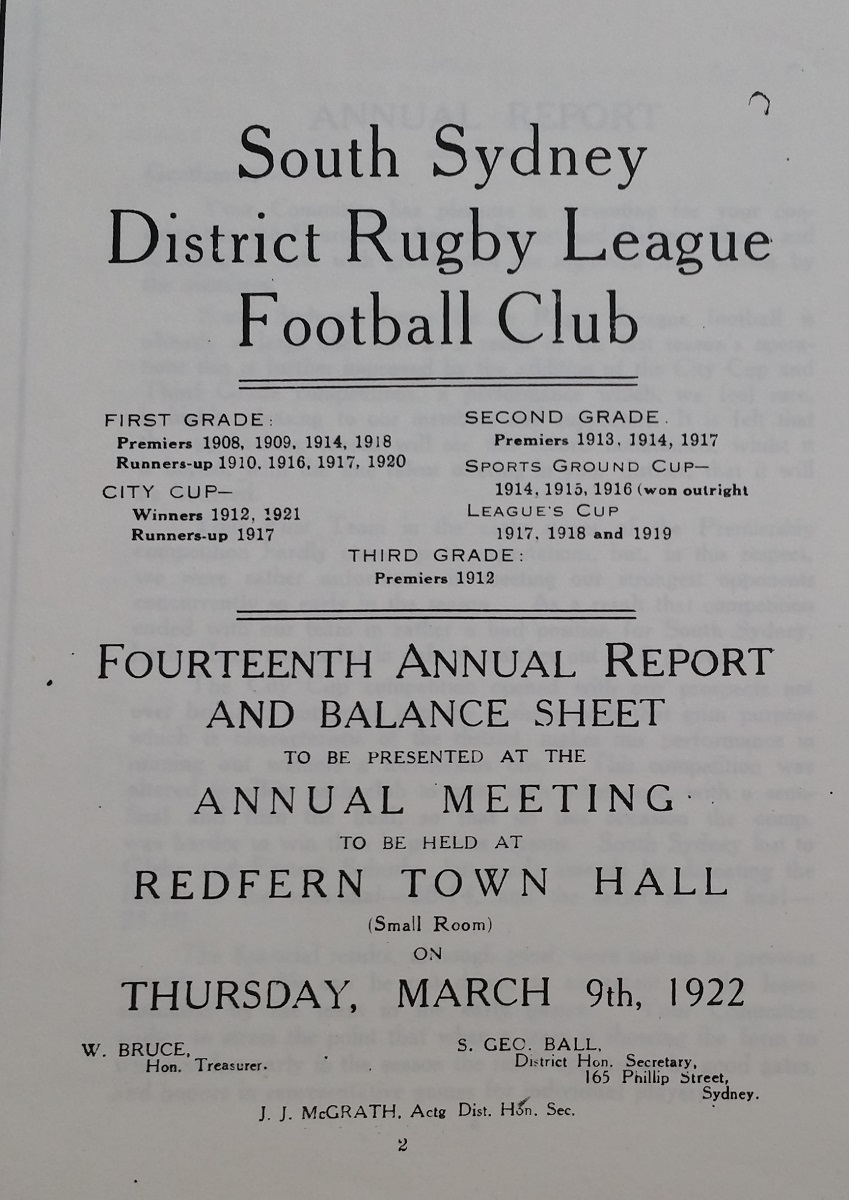 South Sydney
District Rugby League
Football Club
FIRST GRADE:
Premiers 1908, 1909, 1914, 1918
Runners-up 1910, 1916, 1917, 1920
CITY CUP—
Winners 1912, 1921
Runners-up 1917
SECOND GRADE.
Premiers 1913, 1914, 1917
SPORTS GROUND CUP—
1914, 1915, 1916 (won outright
LEAGUE'S CUP
1917, 1918 and 1919
THIRD GRADE:
Premiers 1912
FOURTEENTH ANNUAL REPORT
AND BALANCE SHEET
TO BE PRESENTED AT THE
ANNUAL MEETING
TO BE HELD AT
REDFERN TOWN HALL
(Small Room)
ON
THURSDAY, MARCH 9th, 1922
W. BRUCE,
Hon. Treasurer.
S. GEO. BALL,
District Hon. Secretary,
165 Phillip Street,
Sydney.
J. J. McGRATH, Actg Dist. Hon. Sec.
2